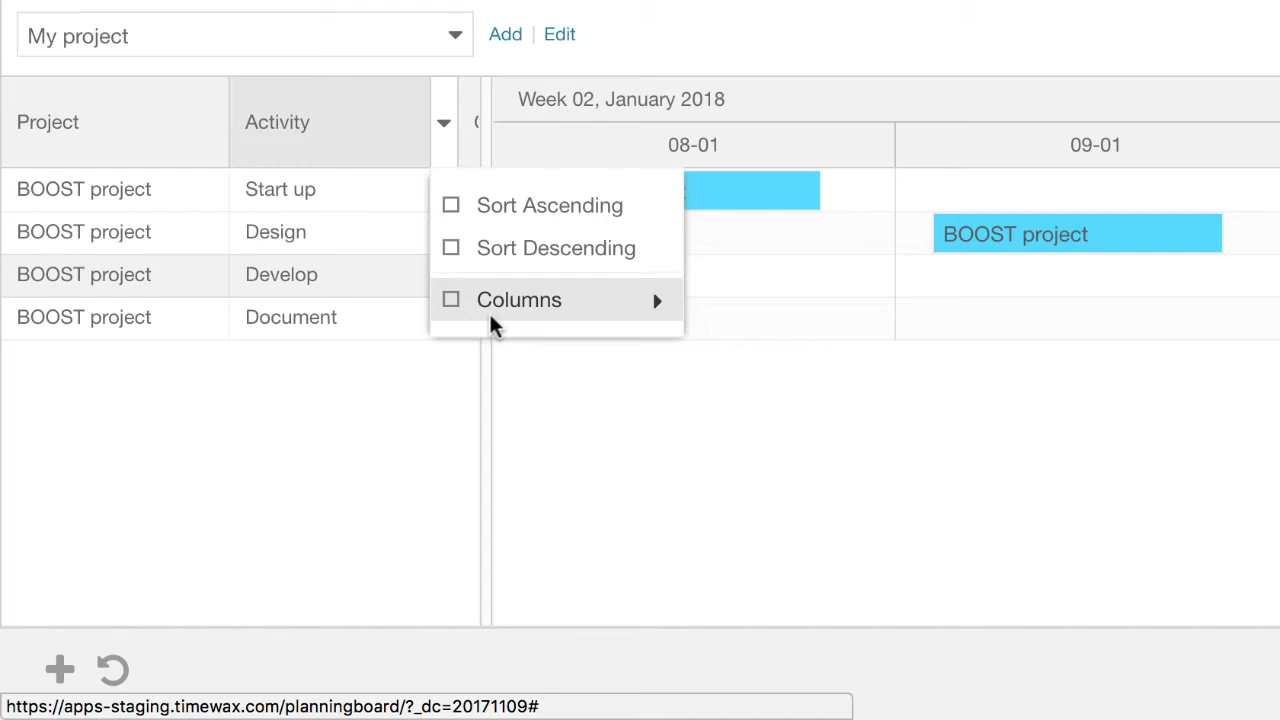 My project
Add | Edit
Project Activity
Week 02, January 2018
08-01 09-01
BOOST project Start up
BOOST project Design
BOOST project Develop
BOOST project Document
Sort Ascending
Sort Descending
Columns
BOOST project
https://apps-staging.timewax.com/planningboard/?_dc=20171109#